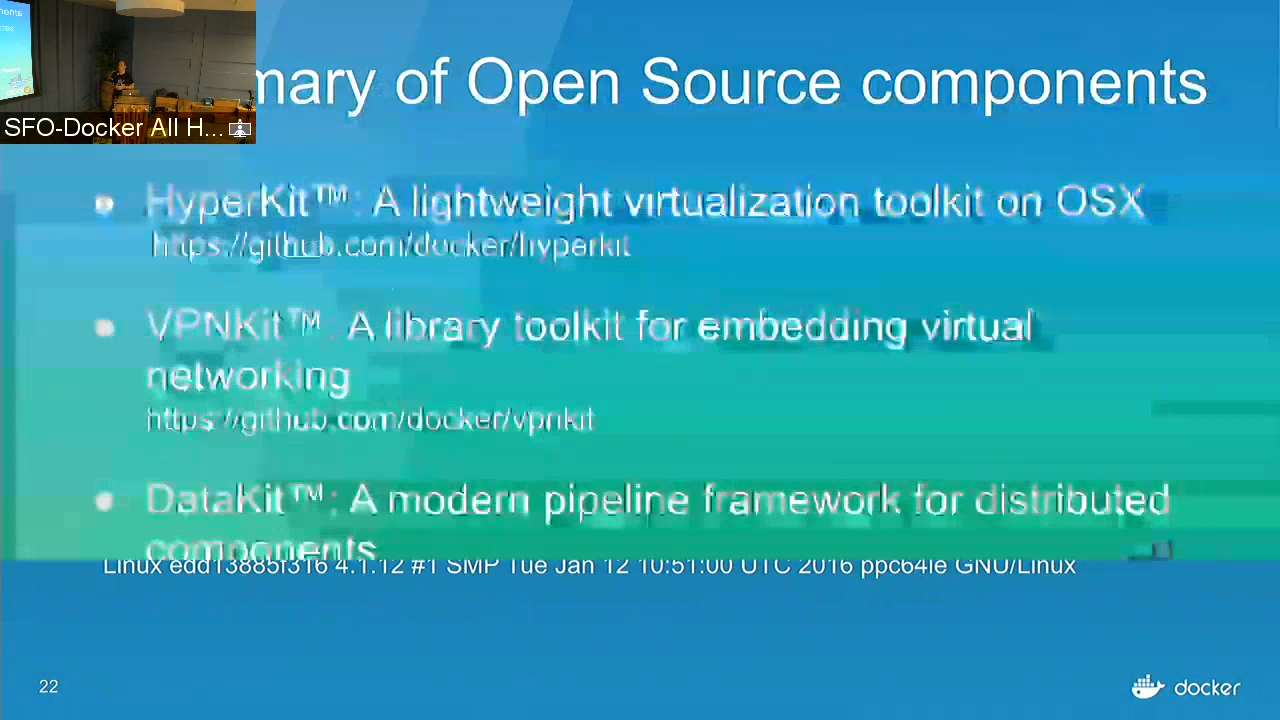 SFO-Docker All H...
mary of Open Source components
HyperKit™: A lightweight virtualization toolkit on OSX
https://github.com/docker/hyperkit
VPNKit™: A library toolkit for embedding virtual
networking
https://github.com/docker/vpnkit
DataKit™: A modern pipeline framework for distributed
components
Linux edd13885f316 4.1.12 #1 SMP Tue Jan 12 10:51:00 UTC 2016 ppc64le GNU/Linux
22
docker